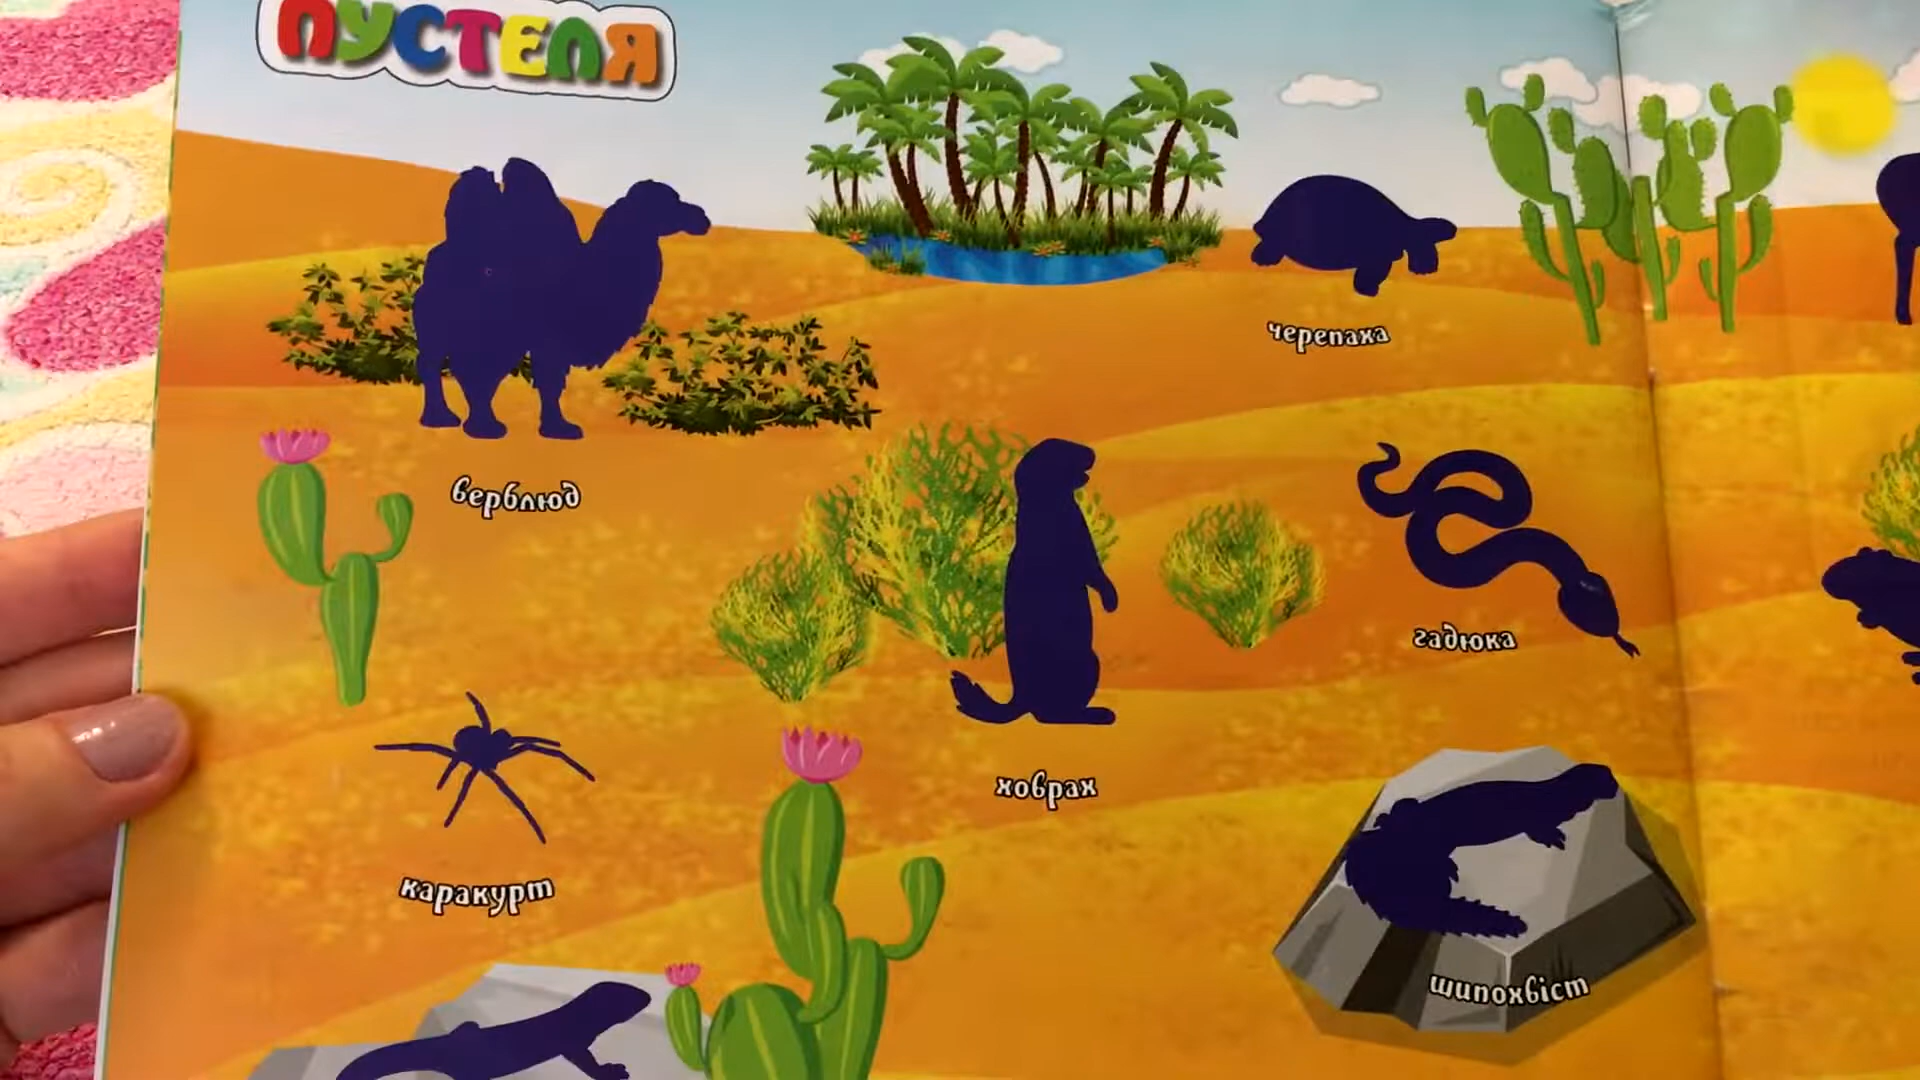 ПУСТЕЛЯ
черепаха
верблюд
гадюка
ховрах
каракурт
шипохвіст